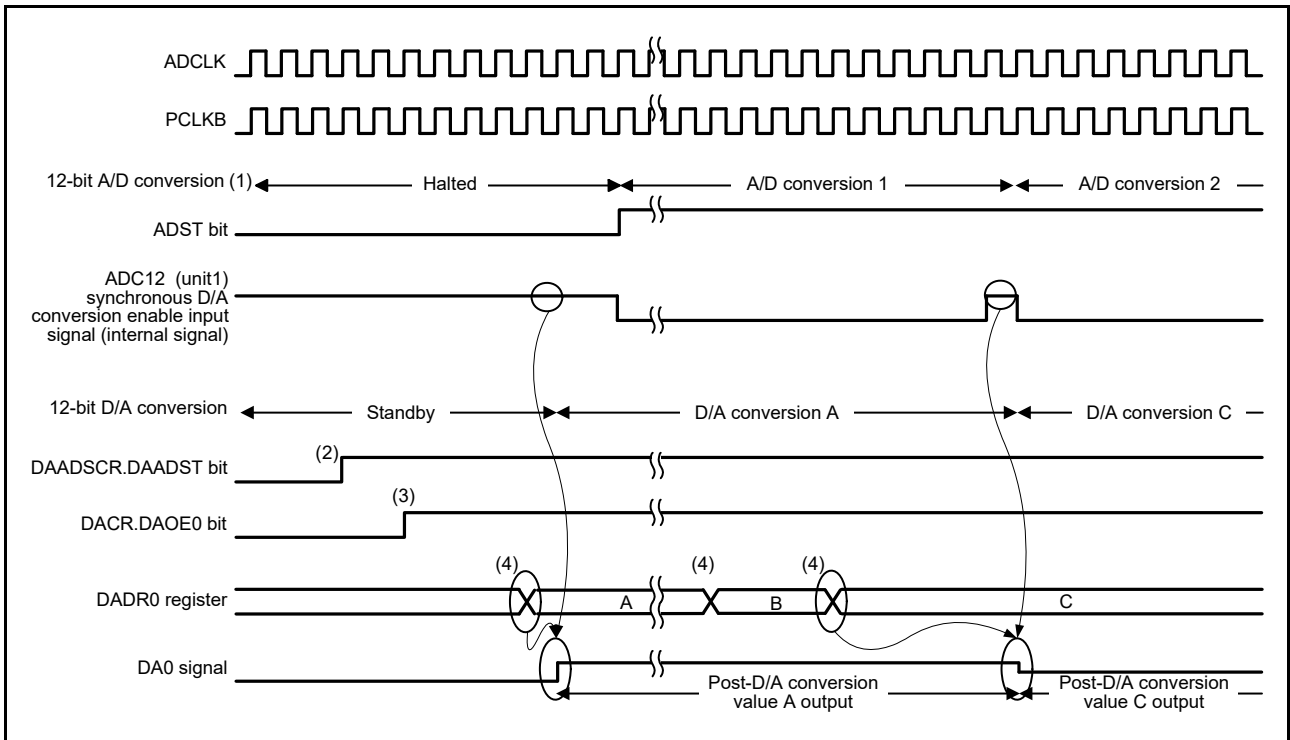 ADCLK
PCLKB
12-bit A/D conversion (1)
Halted
A/D conversion 1
A/D conversion 2
ADST bit
ADC12 (unit1)
synchronous D/A
conversion enable input
signal (internal signal)
12-bit D/A conversion
Standby
D/A conversion A
D/A conversion C
(2)
DAADSCR.DAADST bit
(3)
DACR.DAOE0 bit
(4)
(4)
(4)
DADR0 register
A
B
C
DA0 signal
Post-D/A conversion
value A output
Post-D/A conversion
value C output